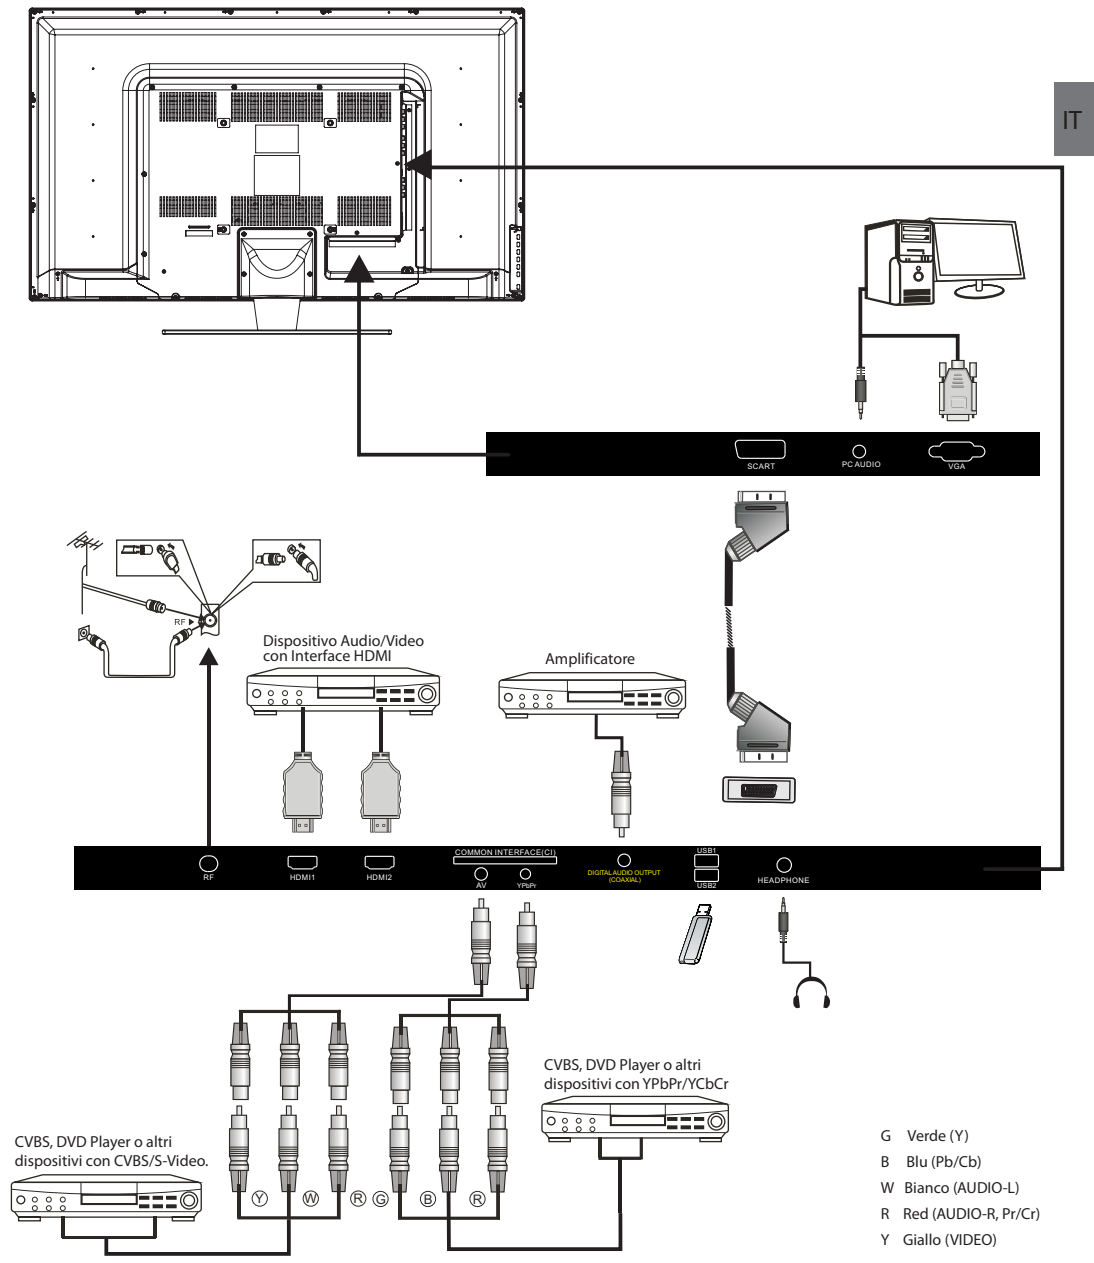 IT
SCART
PC AUDIO
VGA
RF
Dispositivo Audio/Video
con Interface HDMI
Amplificatore
RF
HDMI1
HDMI2
COMMON INTERFACE(CI)
AV
YPbPr
DIGITAL AUDIO OUTPUT
(COAXIAL)
USB1
USB2
HEADPHONE
CVBS, DVD Player o altri
dispositivi con YPbPr/YCbCr
CVBS, DVD Player o altri
dispositivi con CVBS/S-Video.
Y W R G B R
G Verde (Y)
B Blu (Pb/Cb)
W Bianco (AUDIO-L)
R Red (AUDIO-R, Pr/Cr)
Y Giallo (VIDEO)